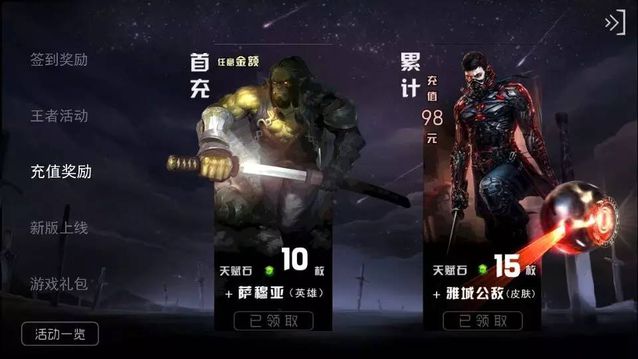 签到奖励
王者活动
充值奖励
新版上线
游戏礼包
活动一览
首充
任意金额
天赋石 10 枚
+ 萨穆亚(英雄)
已领取
累计
充值
98
元
天赋石 15 枚
+ 雅城公敌(皮肤)
已领取